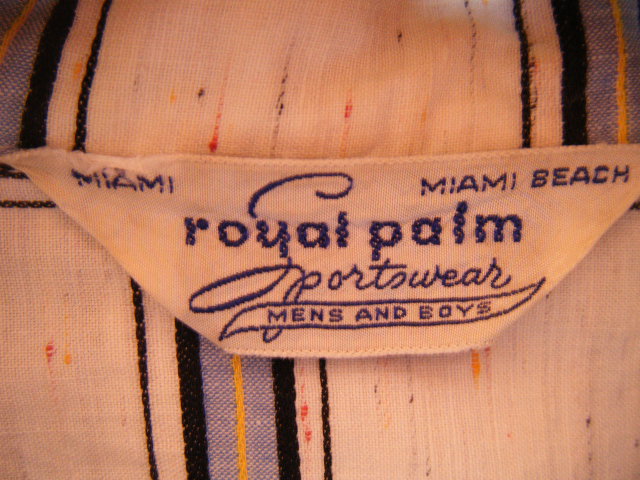 MIAMI MIAMI BEACH
royal palm
Sportswear
MENS AND BOYS